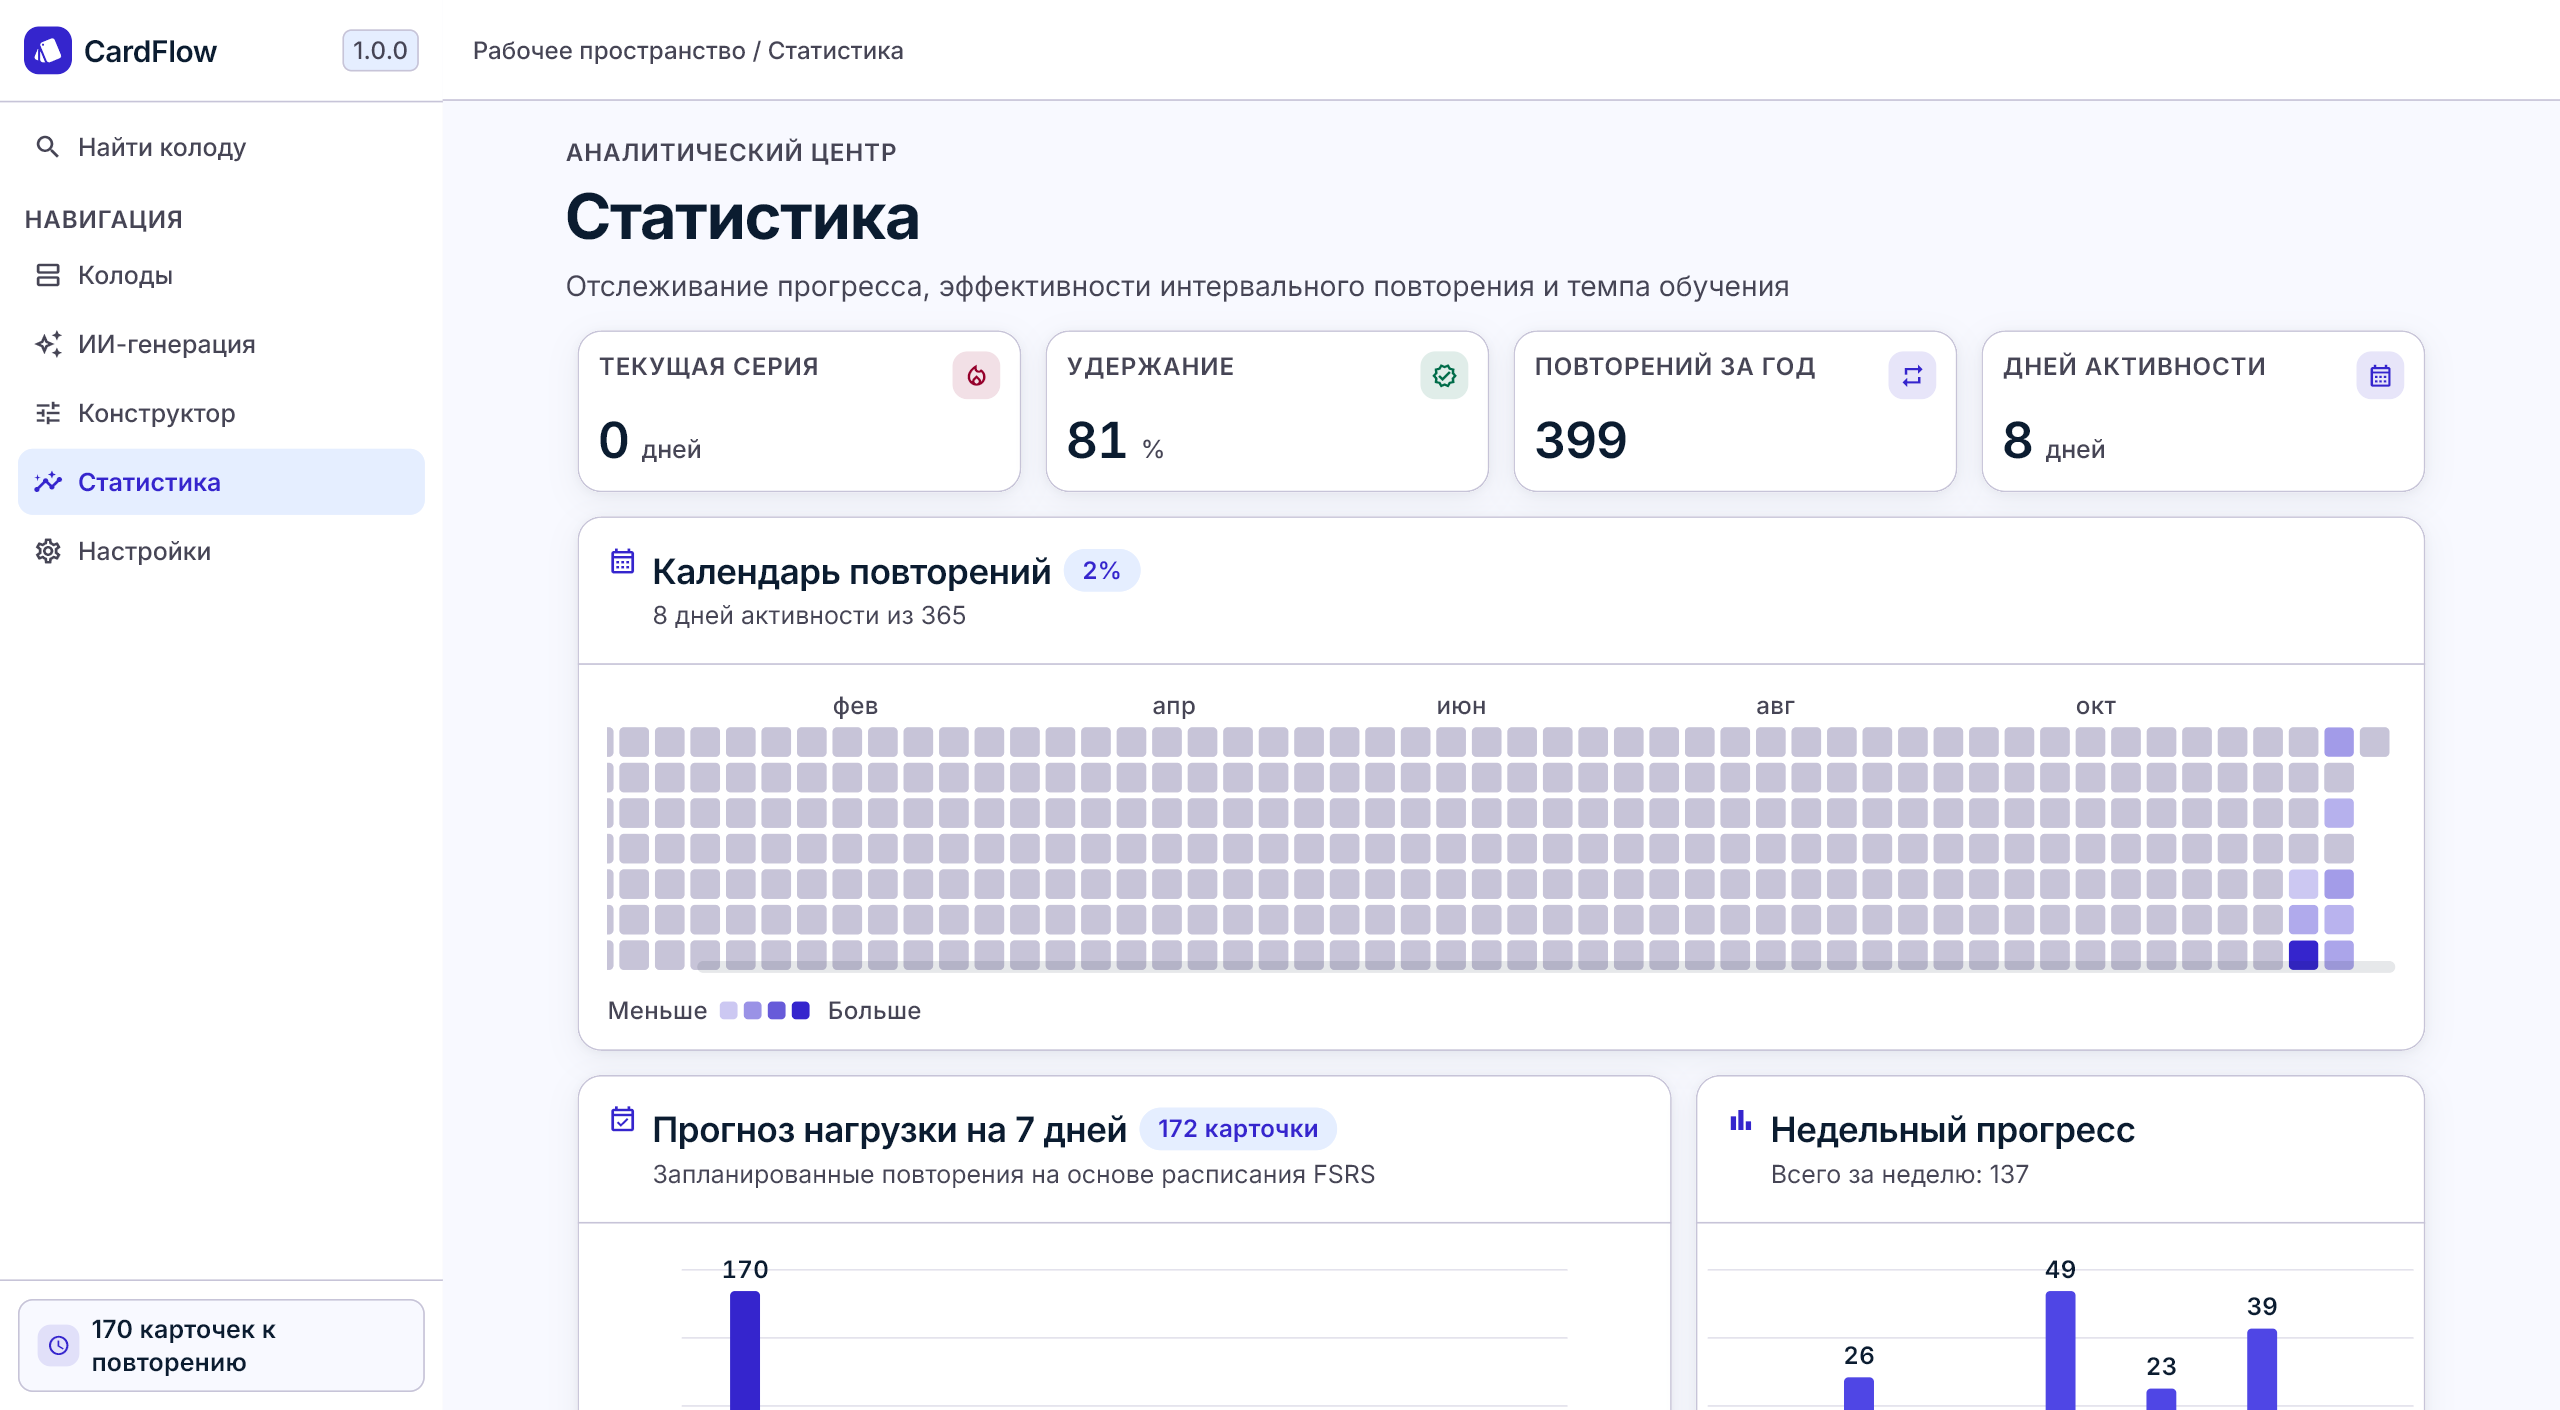 CardFlow
1.0.0
Рабочее пространство / Статистика
Найти колоду
НАВИГАЦИЯ
Колоды
ИИ-генерация
Конструктор
Статистика
Настройки
170 карточек к
повторению
АНАЛИТИЧЕСКИЙ ЦЕНТР
Статистика
Отслеживание прогресса, эффективности интервального повторения и темпа обучения
ТЕКУЩАЯ СЕРИЯ
0 дней
УДЕРЖАНИЕ
81 %
ПОВТОРЕНИЙ ЗА ГОД
399
ДНЕЙ АКТИВНОСТИ
8 дней
Календарь повторений 2%
8 дней активности из 365
фев апр июн авг окт
Меньше Больше
Прогноз нагрузки на 7 дней 172 карточки
Запланированные повторения на основе расписания FSRS
170
Недельный прогресс
Всего за неделю: 137
49
39
26
23